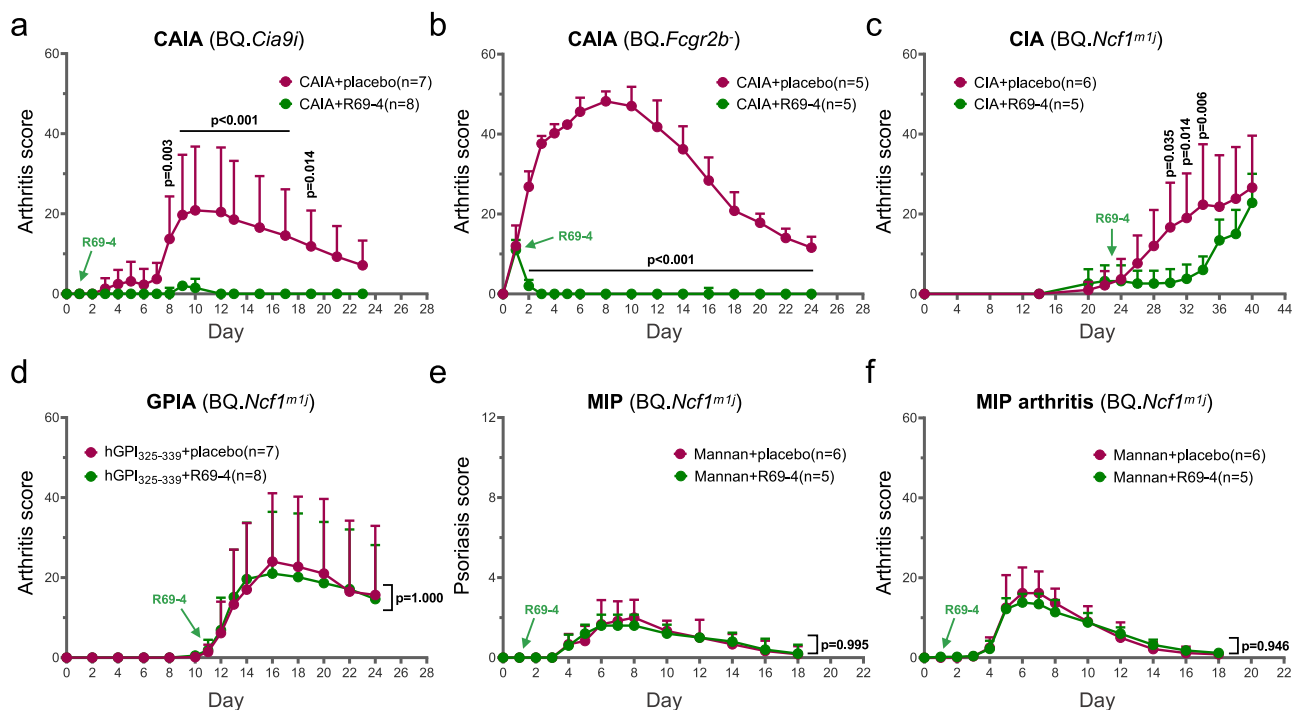 a
CAIA (BQ.Cia9i)
Arthritis score
60
40
20
0
0 2 4 6 8 10 12 14 16 18 20 22 24 26 28
Day
CAIA+placebo(n=7)
CAIA+R69-4(n=8)
p<0.001
p=0.003
p=0.014
R69-4
b
CAIA (BQ.Fcgr2b-)
Arthritis score
60
40
20
0
0 2 4 6 8 10 12 14 16 18 20 22 24 26
Day
CAIA+placebo(n=5)
CAIA+R69-4(n=5)
R69-4
p<0.001
c
CIA (BQ.Ncf1m1j)
Arthritis score
60
40
20
0
0 4 8 12 16 20 24 28 32 36 40 44
Day
CIA+placebo(n=6)
CIA+R69-4(n=5)
p=0.035
p=0.014
p=0.006
R69-4
d
GPIA (BQ.Ncf1m1j)
Arthritis score
60
40
20
0
0 2 4 6 8 10 12 14 16 18 20 22 24 26 28
Day
hGPI325-339+placebo(n=7)
hGPI325-339+R69-4(n=8)
R69-4
p=1.000
e
MIP (BQ.Ncf1m1j)
Psoriasis score
12
8
4
2
0
0 2 4 6 8 10 12 14 16 18 20 22
Day
Mannan+placebo(n=6)
Mannan+R69-4(n=5)
R69-4
p=0.995
f
MIP arthritis (BQ.Ncf1m1j)
Arthritis score
60
40
20
0
0 2 4 6 8 10 12 14 16 18 20 22
Day
Mannan+placebo(n=6)
Mannan+R69-4(n=5)
R69-4
p=0.946